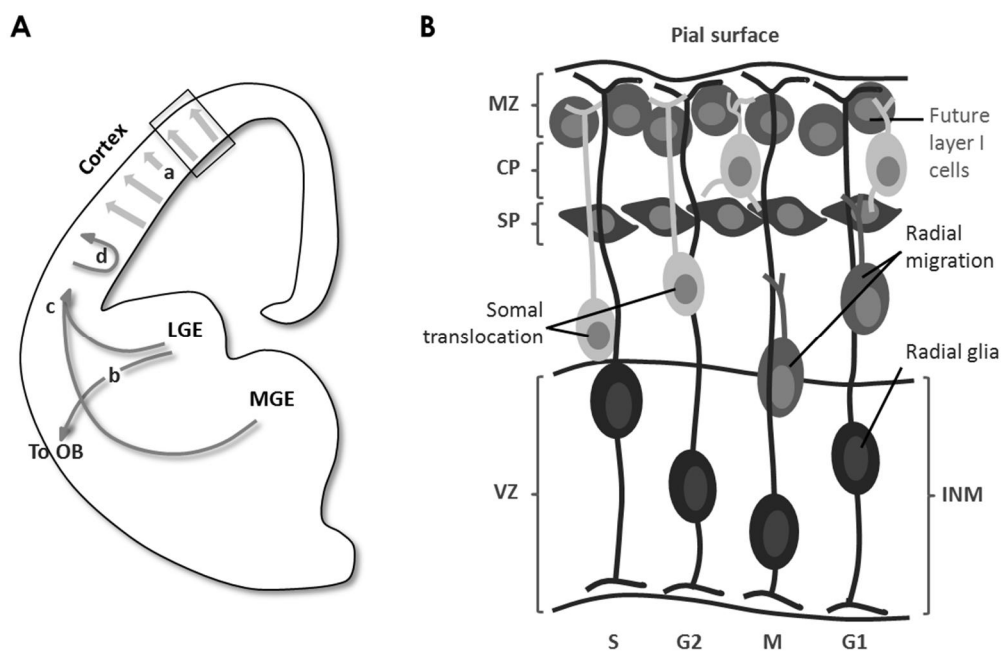 A
Cortex
a
d
c
LGE
b
MGE
To OB
B
Pial surface
MZ
CP
SP
VZ
Future
layer I
cells
Radial
migration
Somal
translocation
Radial glia
INM
S G2 M G1